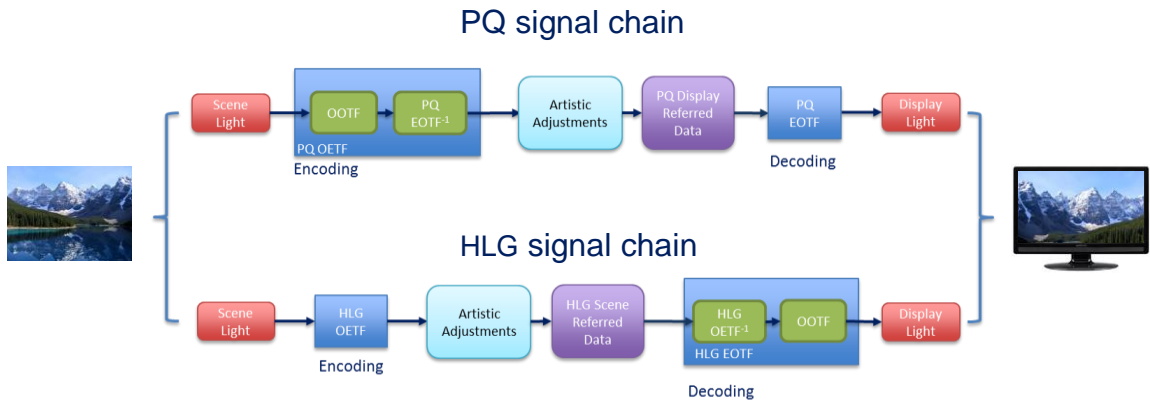 PQ signal chain
Scene
Light
OOTF
PQ
EOTF⁻¹
PQ OETF
Encoding
Artistic
Adjustments
PQ Display
Referred
Data
PQ
EOTF
Decoding
Display
Light
HLG signal chain
Scene
Light
HLG
OETF
Encoding
Artistic
Adjustments
HLG Scene
Referred
Data
HLG
OETF⁻¹
OOTF
HLG EOTF
Decoding
Display
Light